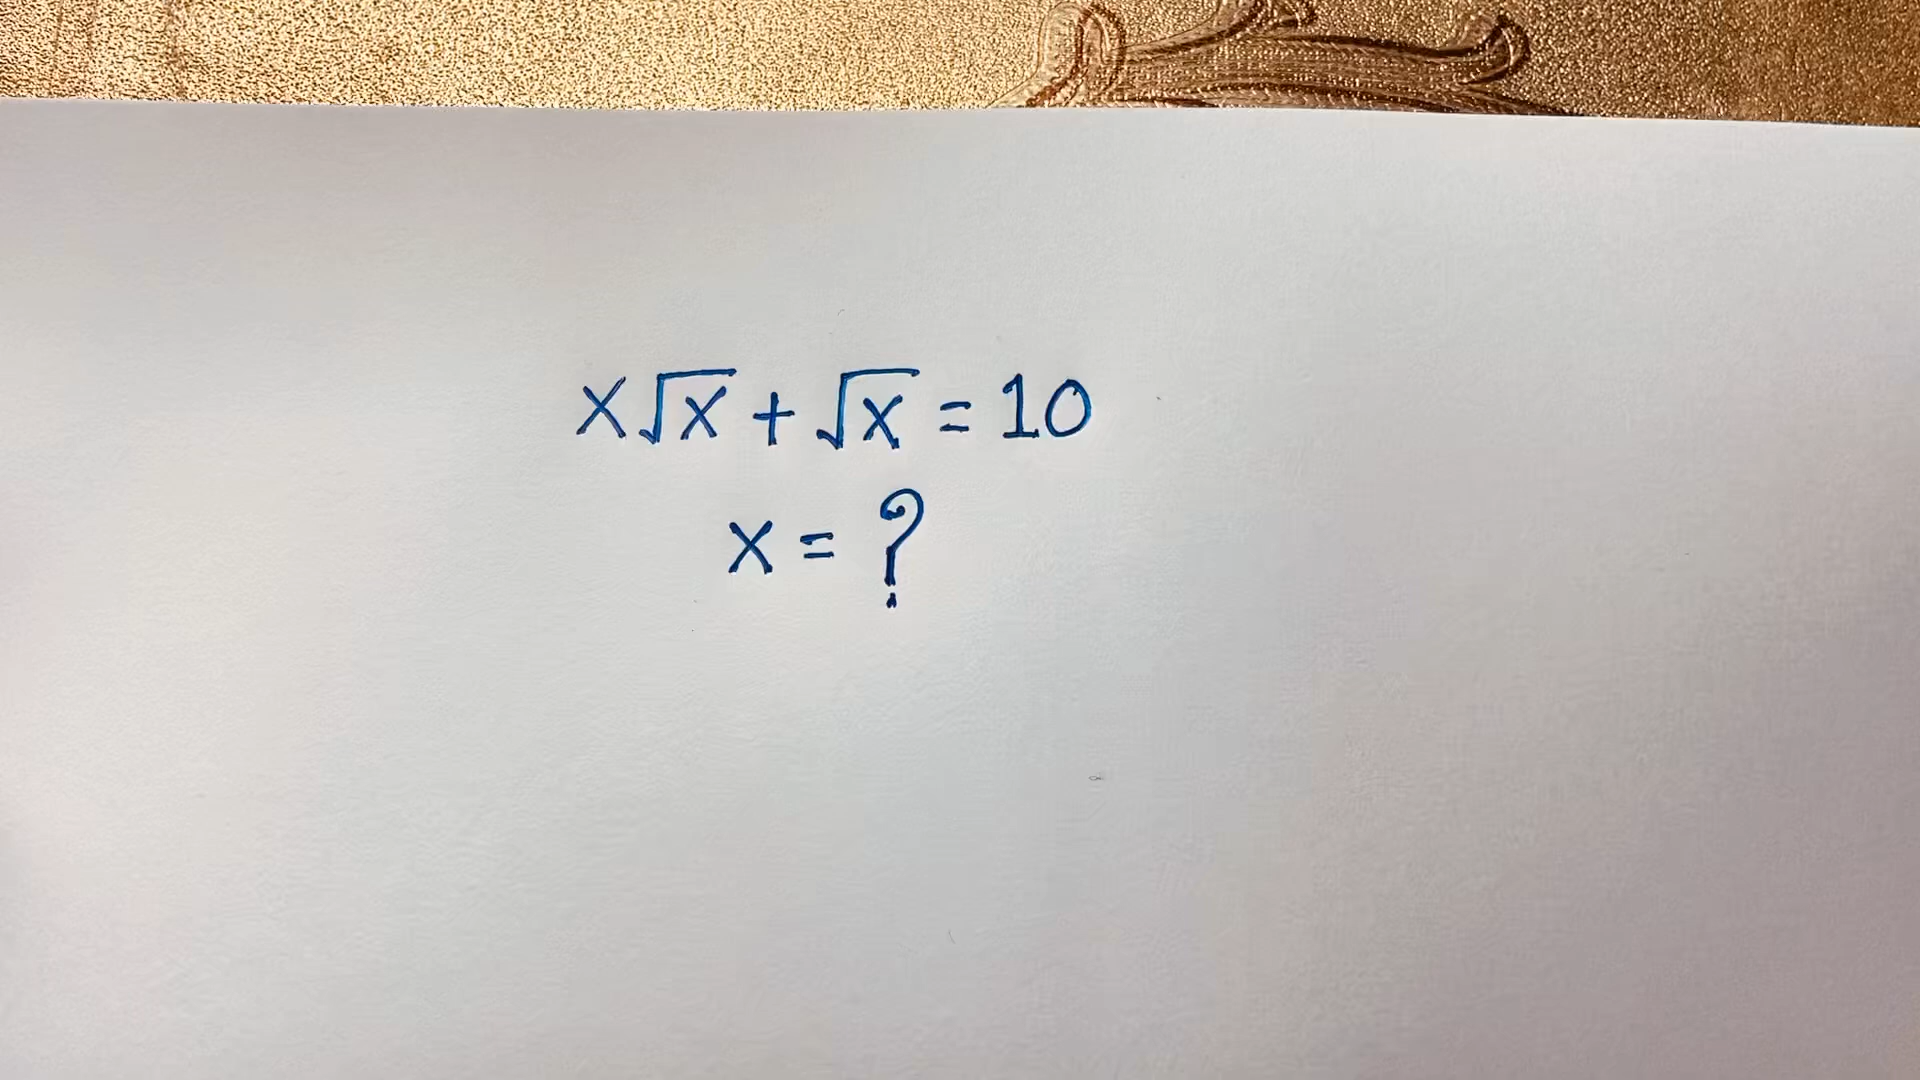 x√x + √x = 10
x = ?